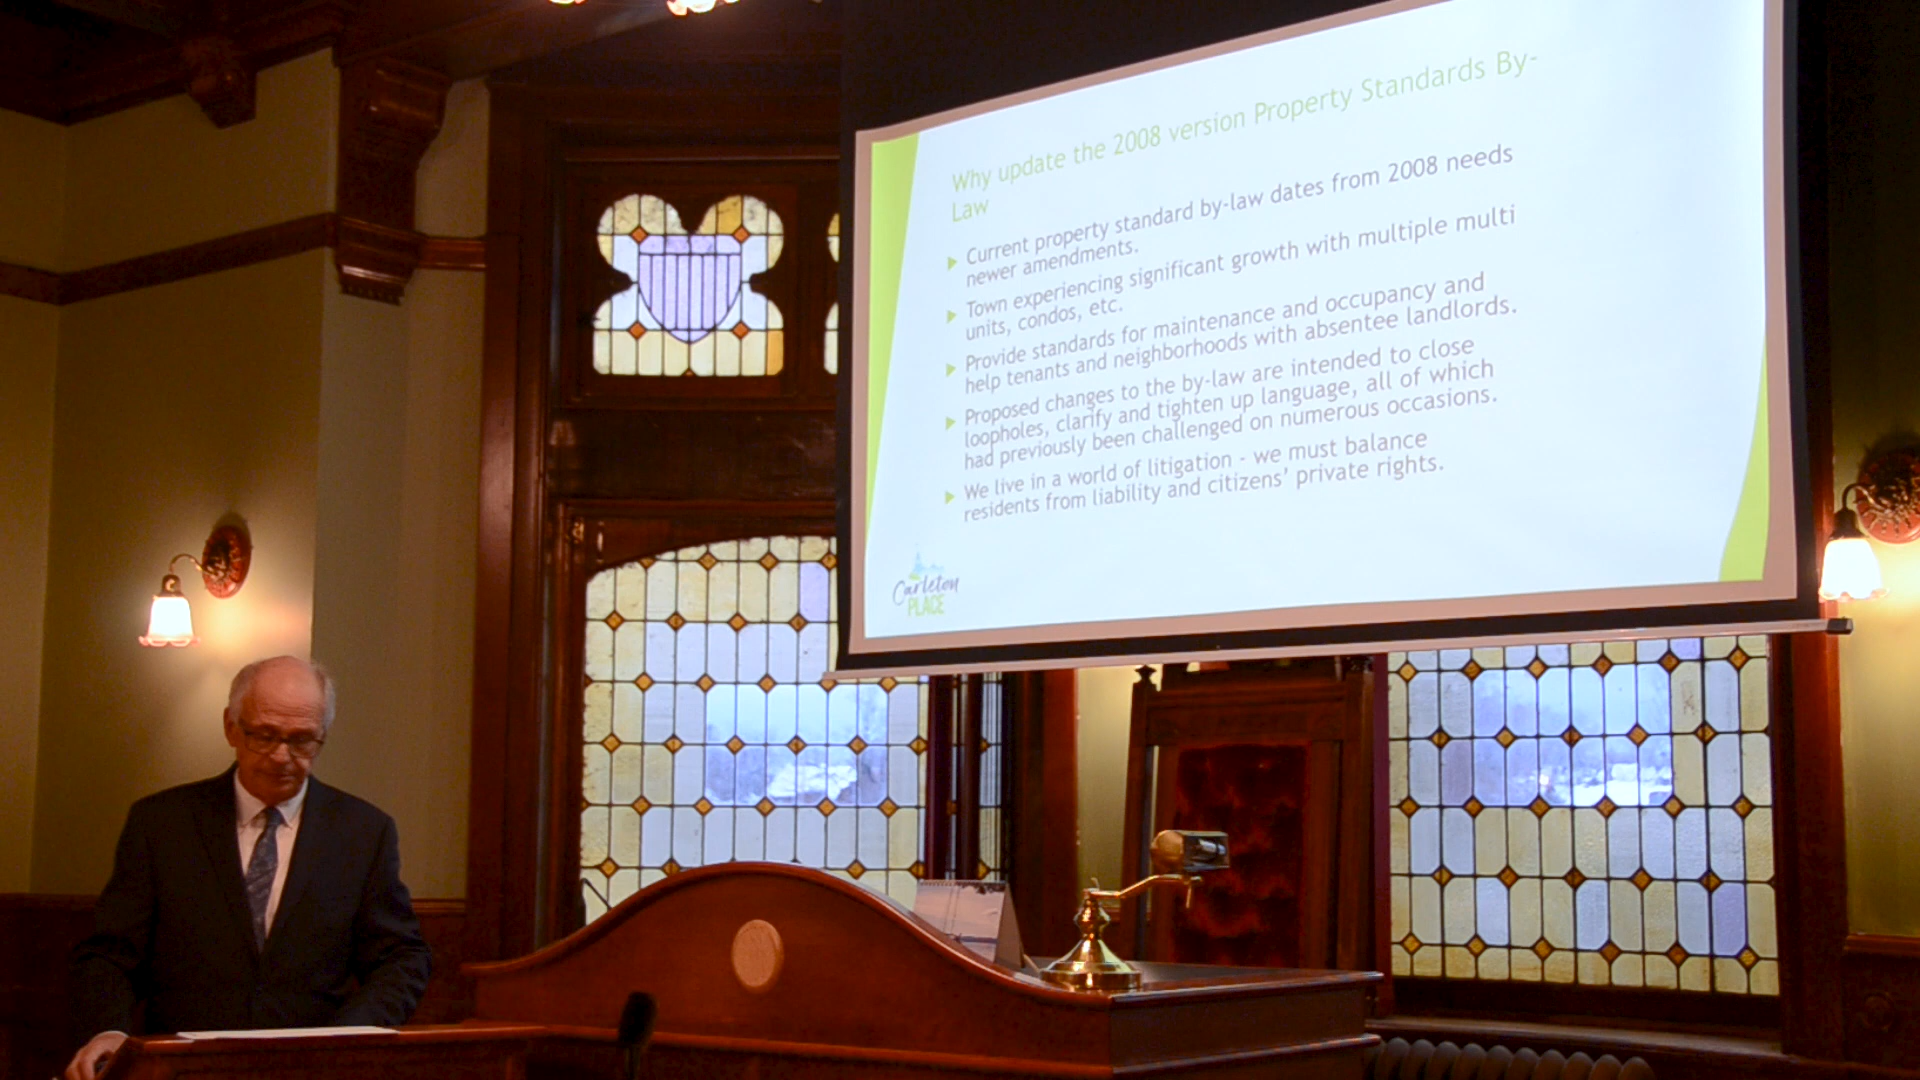 Why update the 2008 version Property Standards By-
Law
Current property standard by-law dates from 2008 needs
newer amendments.
Town experiencing significant growth with multiple multi
units, condos, etc.
Provide standards for maintenance and occupancy and
help tenants and neighborhoods with absentee landlords.
Proposed changes to the by-law are intended to close
loopholes, clarify and tighten up language, all of which
had previously been challenged on numerous occasions.
We live in a world of litigation - we must balance
residents from liability and citizens' private rights.
Carleton
PLACE